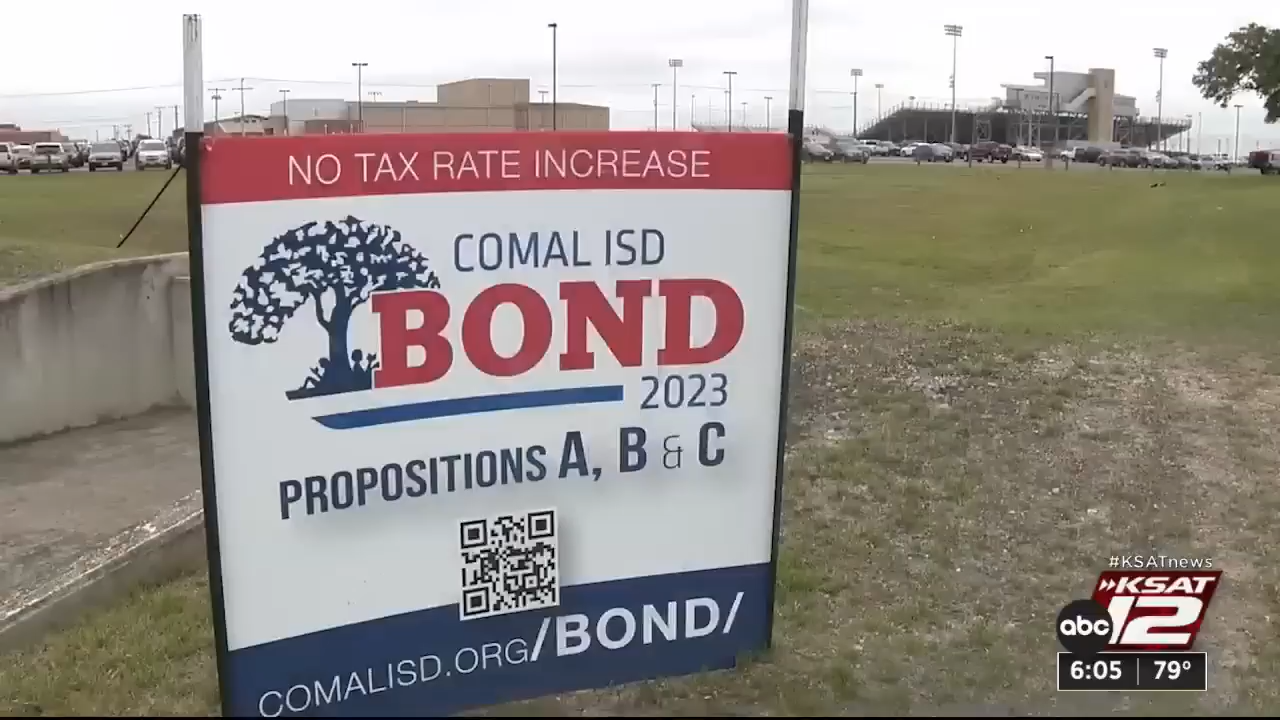 NO TAX RATE INCREASE
COMAL ISD
BOND
2023
PROPOSITIONS A, B & C
COMALISD.ORG/BOND/
#KSATnews
KSAT
abc 12
6:05 79°